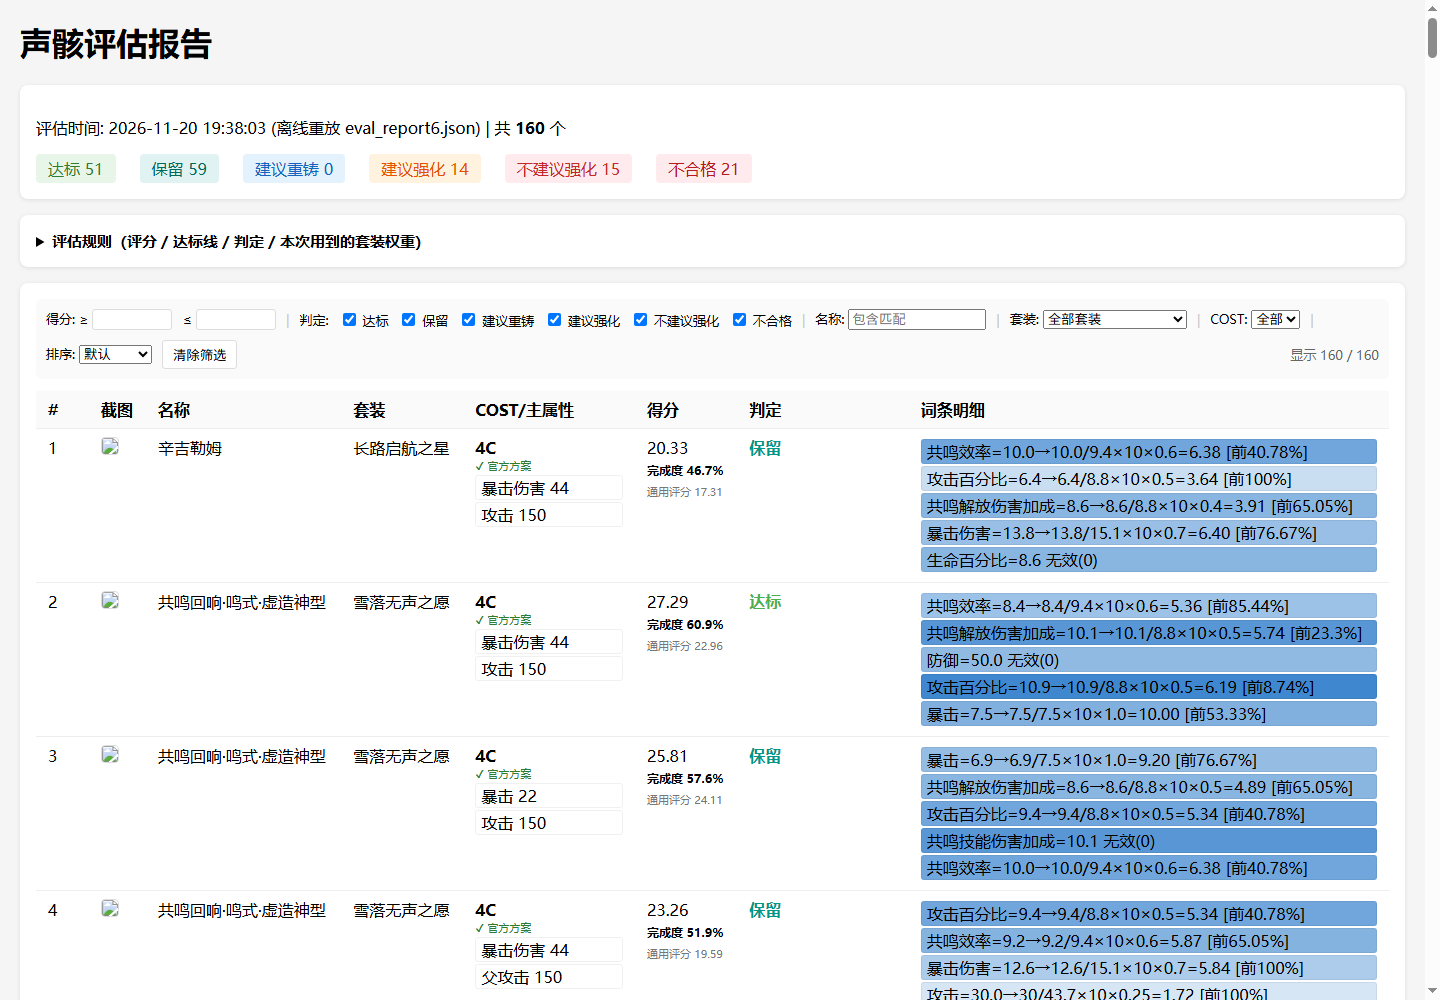 声骸评估报告
评估时间: 2026-11-20 19:38:03 (离线重放 eval_report6.json) | 共 160 个
达标 51 保留 59 建议重铸 0 建议强化 14 不建议强化 15 不合格 21
▶ 评估规则（评分 / 达标线 / 判定 / 本次用到的套装权重）
得分: ≥ ≤ | 判定: 达标 保留 建议重铸 建议强化 不建议强化 不合格 | 名称: 包含匹配 | 套装: 全部套装 | COST: 全部 |
排序: 默认 清除筛选 显示 160 / 160
# 截图 名称 套装 COST/主属性 得分 判定 词条明细
1 辛吉勒姆 长路启航之星 4C 20.33 保留
✓ 官方方案
暴击伤害 44
攻击 150
完成度 46.7%
通用评分 17.31
共鸣效率=10.0→10.0/9.4×10×0.6=6.38 [前40.78%]
攻击百分比=6.4→6.4/8.8×10×0.5=3.64 [前100%]
共鸣解放伤害加成=8.6→8.6/8.8×10×0.4=3.91 [前65.05%]
暴击伤害=13.8→13.8/15.1×10×0.7=6.40 [前76.67%]
生命百分比=8.6 无效(0)
2 共鸣回响·鸣式·虚造神型 雪落无声之愿 4C 27.29 达标
✓ 官方方案
暴击伤害 44
攻击 150
完成度 60.9%
通用评分 22.96
共鸣效率=8.4→8.4/9.4×10×0.6=5.36 [前85.44%]
共鸣解放伤害加成=10.1→10.1/8.8×10×0.5=5.74 [前23.3%]
防御=50.0 无效(0)
攻击百分比=10.9→10.9/8.8×10×0.5=6.19 [前8.74%]
暴击=7.5→7.5/7.5×10×1.0=10.00 [前53.33%]
3 共鸣回响·鸣式·虚造神型 雪落无声之愿 4C 25.81 保留
✓ 官方方案
暴击 22
攻击 150
完成度 57.6%
通用评分 24.11
暴击=6.9→6.9/7.5×10×1.0=9.20 [前76.67%]
共鸣解放伤害加成=8.6→8.6/8.8×10×0.5=4.89 [前65.05%]
攻击百分比=9.4→9.4/8.8×10×0.5=5.34 [前40.78%]
共鸣技能伤害加成=10.1 无效(0)
共鸣效率=10.0→10.0/9.4×10×0.6=6.38 [前40.78%]
4 共鸣回响·鸣式·虚造神型 雪落无声之愿 4C 23.26 保留
✓ 官方方案
暴击伤害 44
父攻击 150
完成度 51.9%
通用评分 19.59
攻击百分比=9.4→9.4/8.8×10×0.5=5.34 [前40.78%]
共鸣效率=9.2→9.2/9.4×10×0.6=5.87 [前65.05%]
暴击伤害=12.6→12.6/15.1×10×0.7=5.84 [前100%]
攻击=30.0→30/43.7×10×0.25=1.72 [前100%]